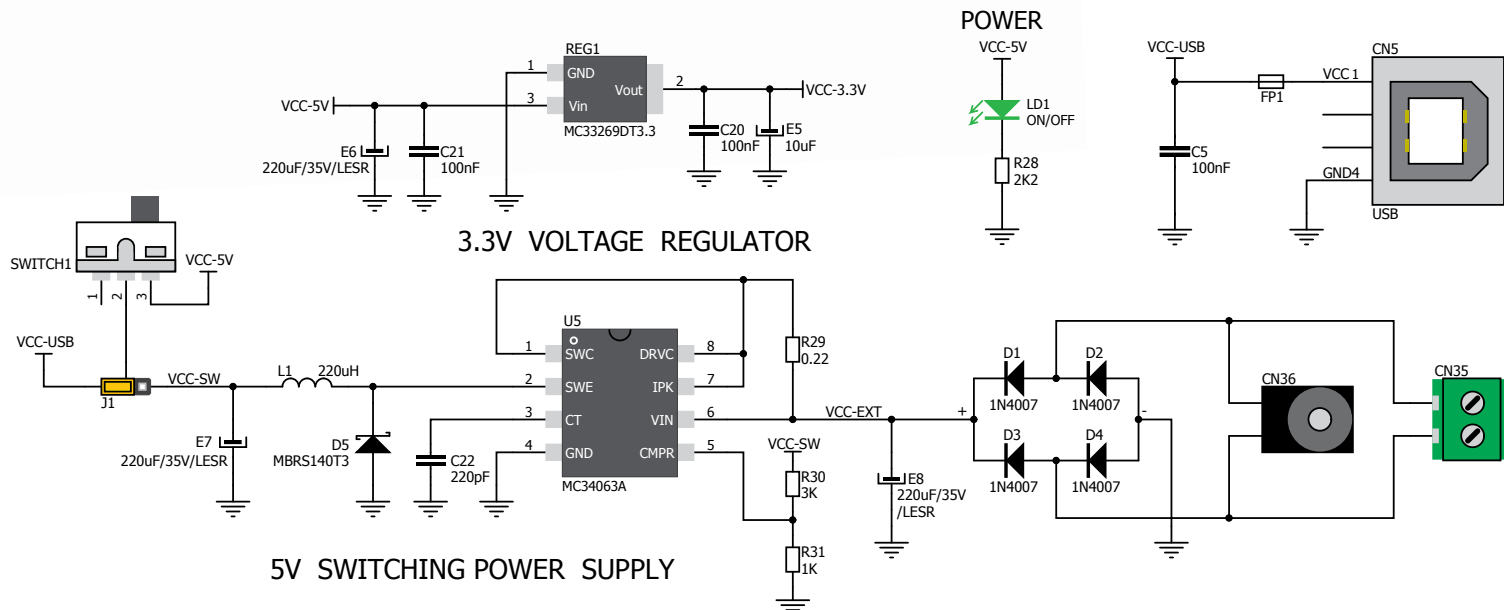 POWER
VCC-5V
LD1
ON/OFF
R28
2K2
VCC-USB
CN5
VCC 1
FP1
C5
100nF
GND4
USB
REG1
1
GND
Vout
2
VCC-3.3V
VCC-5V
3
Vin
MC33269DT3.3
E6
220uF/35V/LESR
C21
100nF
C20
100nF
E5
10uF
3.3V VOLTAGE REGULATOR
SWITCH1
VCC-5V
1
2
3
VCC-USB
J1
VCC-SW
L1
220uH
E7
220uF/35V/LESR
D5
MBRS140T3
C22
220pF
U5
1
SWC
DRVC
8
2
SWE
IPK
7
3
CT
VIN
6
4
GND
CMPR
5
MC34063A
R29
0.22
VCC-EXT
VCC-SW
R30
3K
R31
1K
E8
220uF/35V
/LESR
+
-
D1
1N4007
D2
1N4007
D3
1N4007
D4
1N4007
CN36
CN35
5V SWITCHING POWER SUPPLY